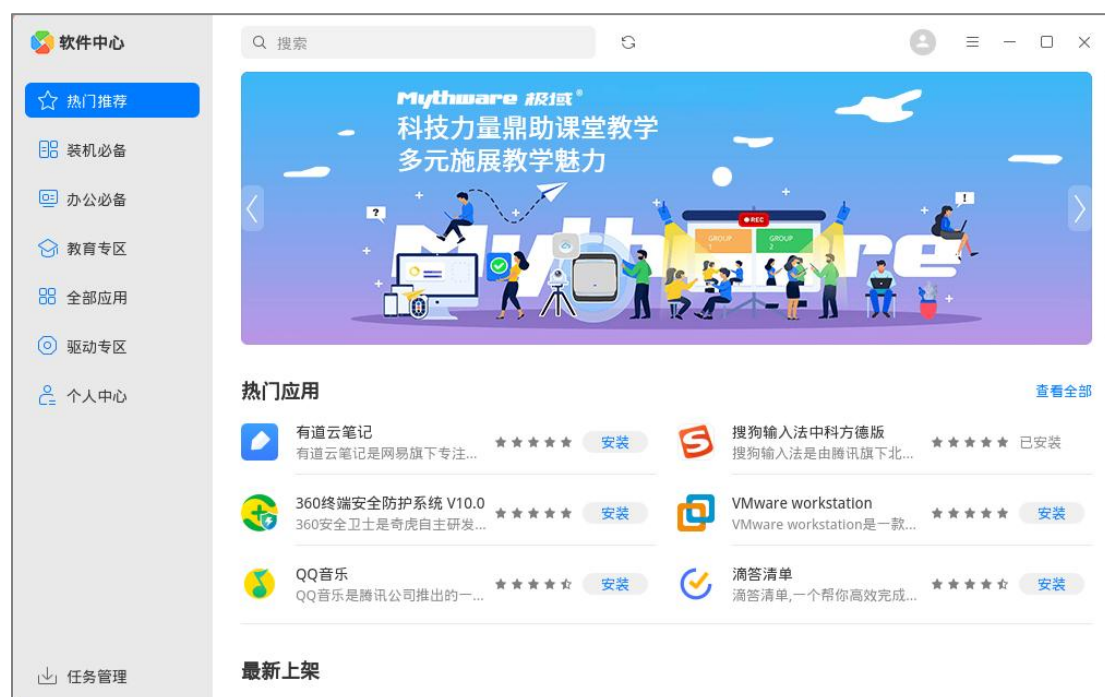 软件中心
搜索
热门推荐
装机必备
办公必备
教育专区
全部应用
驱动专区
个人中心
任务管理
Mythware 极域®
科技力量鼎助课堂教学
多元施展教学魅力
Mythware
?
!
REC
GROUP 1
GROUP 2
热门应用
查看全部
有道云笔记
有道云笔记是网易旗下专注...
安装
搜狗输入法中科方德版
搜狗输入法是由腾讯旗下北...
已安装
360终端安全防护系统 V10.0
360安全卫士是奇虎自主研发...
安装
VMware workstation
VMware workstation是一款...
安装
QQ音乐
QQ音乐是腾讯公司推出的一...
安装
滴答清单
滴答清单,一个帮你高效完成...
安装
最新上架